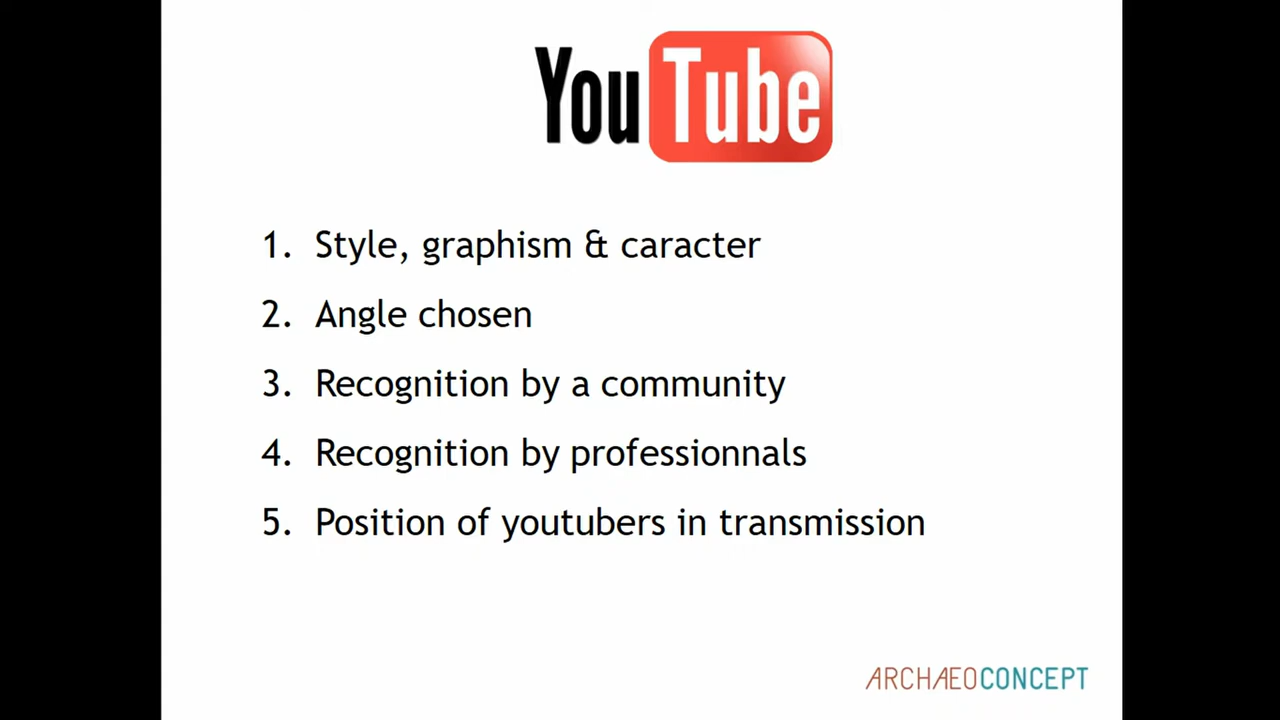 YouTube
1. Style, graphism & caracter
2. Angle chosen
3. Recognition by a community
4. Recognition by professionnals
5. Position of youtubers in transmission
ARCHAEOCONCEPT